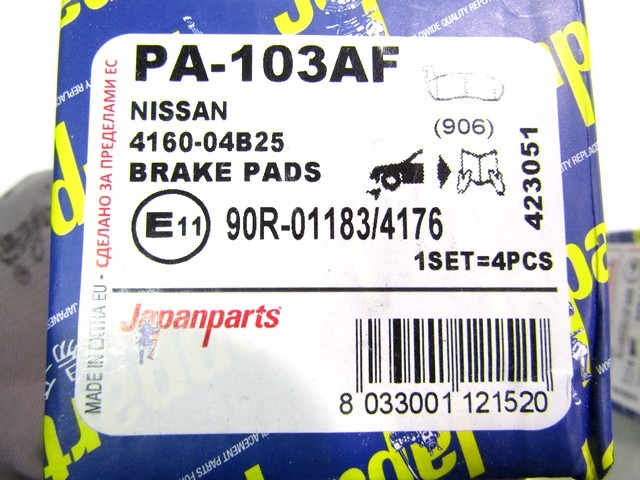 PA-103AF
NISSAN
4160-04B25
BRAKE PADS
(906)
423051
E11 90R-01183/4176
1SET=4PCS
Japanparts
8 033001 121520
MADE IN EXTRA EU - СДЕЛАНО ЗА ПРЕДЕЛАМИ ЕС